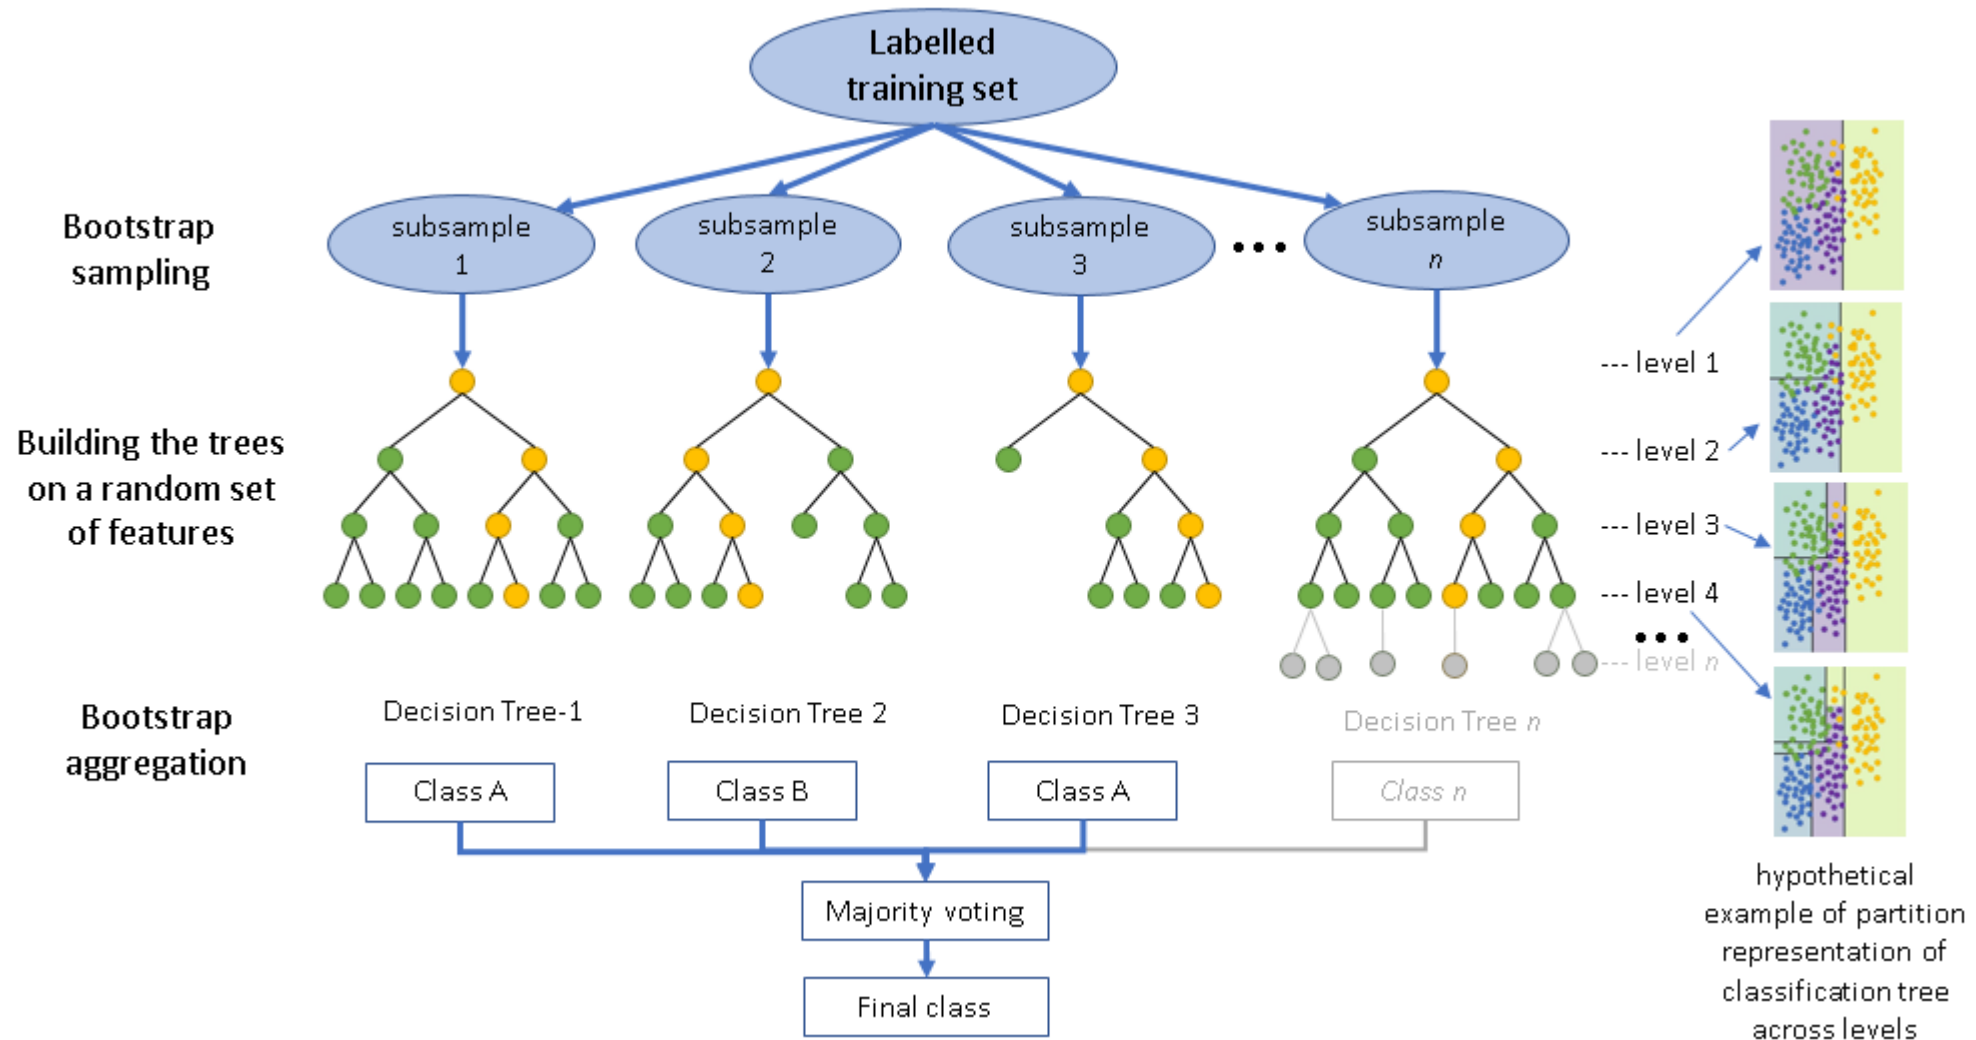 Labelled
training set
Bootstrap
sampling
subsample
1
subsample
2
subsample
3
•••
subsample
n
Building the trees
on a random set
of features
--- level 1
--- level 2
--- level 3
--- level 4
•••
--- level n
Bootstrap
aggregation
Decision Tree-1
Decision Tree 2
Decision Tree 3
Decision Tree n
Class A
Class B
Class A
Class n
Majority voting
Final class
hypothetical
example of partition
representation of
classification tree
across levels